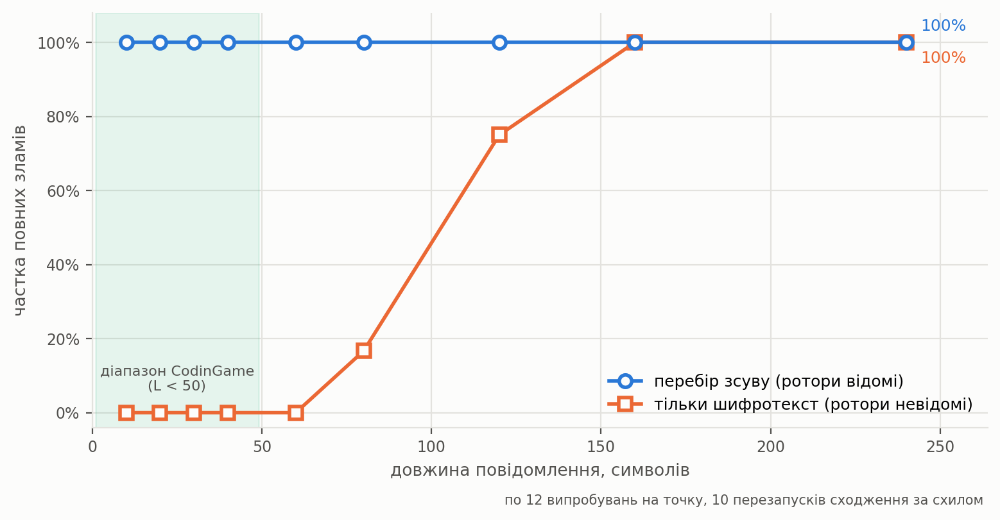 100%
100%
100%
80%
60%
40%
20%
0%
частка повних зламів
діапазон CodinGame
(L < 50)
перебір зсуву (ротори відомі)
тільки шифротекст (ротори невідомі)
0
50
100
150
200
250
довжина повідомлення, символів
по 12 випробувань на точку, 10 перезапусків сходження за схилом